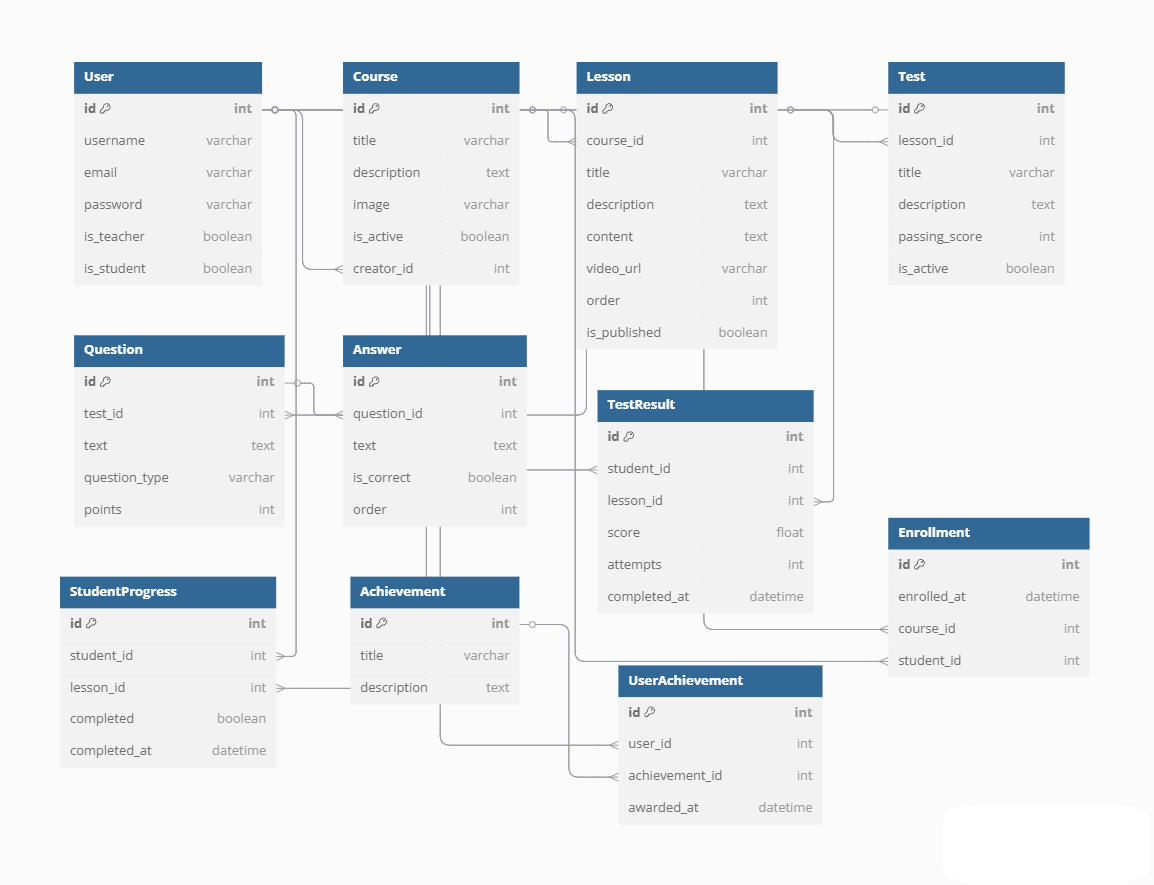 User
id int
username varchar
email varchar
password varchar
is_teacher boolean
is_student boolean
Course
id int
title varchar
description text
image varchar
is_active boolean
creator_id int
Lesson
id int
course_id int
title varchar
description text
content text
video_url varchar
order int
is_published boolean
Test
id int
lesson_id int
title varchar
description text
passing_score int
is_active boolean
Question
id int
test_id int
text text
question_type varchar
points int
Answer
id int
question_id int
text text
is_correct boolean
order int
TestResult
id int
student_id int
lesson_id int
score float
attempts int
completed_at datetime
Enrollment
id int
enrolled_at datetime
course_id int
student_id int
StudentProgress
id int
student_id int
lesson_id int
completed boolean
completed_at datetime
Achievement
id int
title varchar
description text
UserAchievement
id int
user_id int
achievement_id int
awarded_at datetime